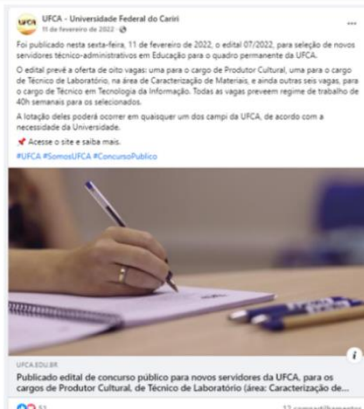 UFCA - Universidade Federal do Cariri
11 de fevereiro de 2022
Foi publicado nesta sexta-feira, 11 de fevereiro de 2022, o edital 07/2022, para seleção de novos
servidores técnico-administrativos em Educação para o quadro permanente da UFCA.
O edital prevê a oferta de oito vagas: uma para o cargo de Produtor Cultural, uma para o cargo
de Técnico de Laboratório, na área de Caracterização de Materiais, e ainda outras seis vagas, para
o cargo de Técnico em Tecnologia da Informação. Todas as vagas preveem regime de trabalho de
40h semanais para os selecionados.
A lotação deles poderá ocorrer em quaisquer um dos campi da UFCA, de acordo com a
necessidade da Universidade.
📌 Acesse o site e saiba mais.
#UFCA #SomosUFCA #ConcursoPublico
UFCA.EDU.BR
Publicado edital de concurso público para novos servidores da UFCA, para os
cargos de Produtor Cultural, de Técnico de Laboratório (área: Caracterização de...